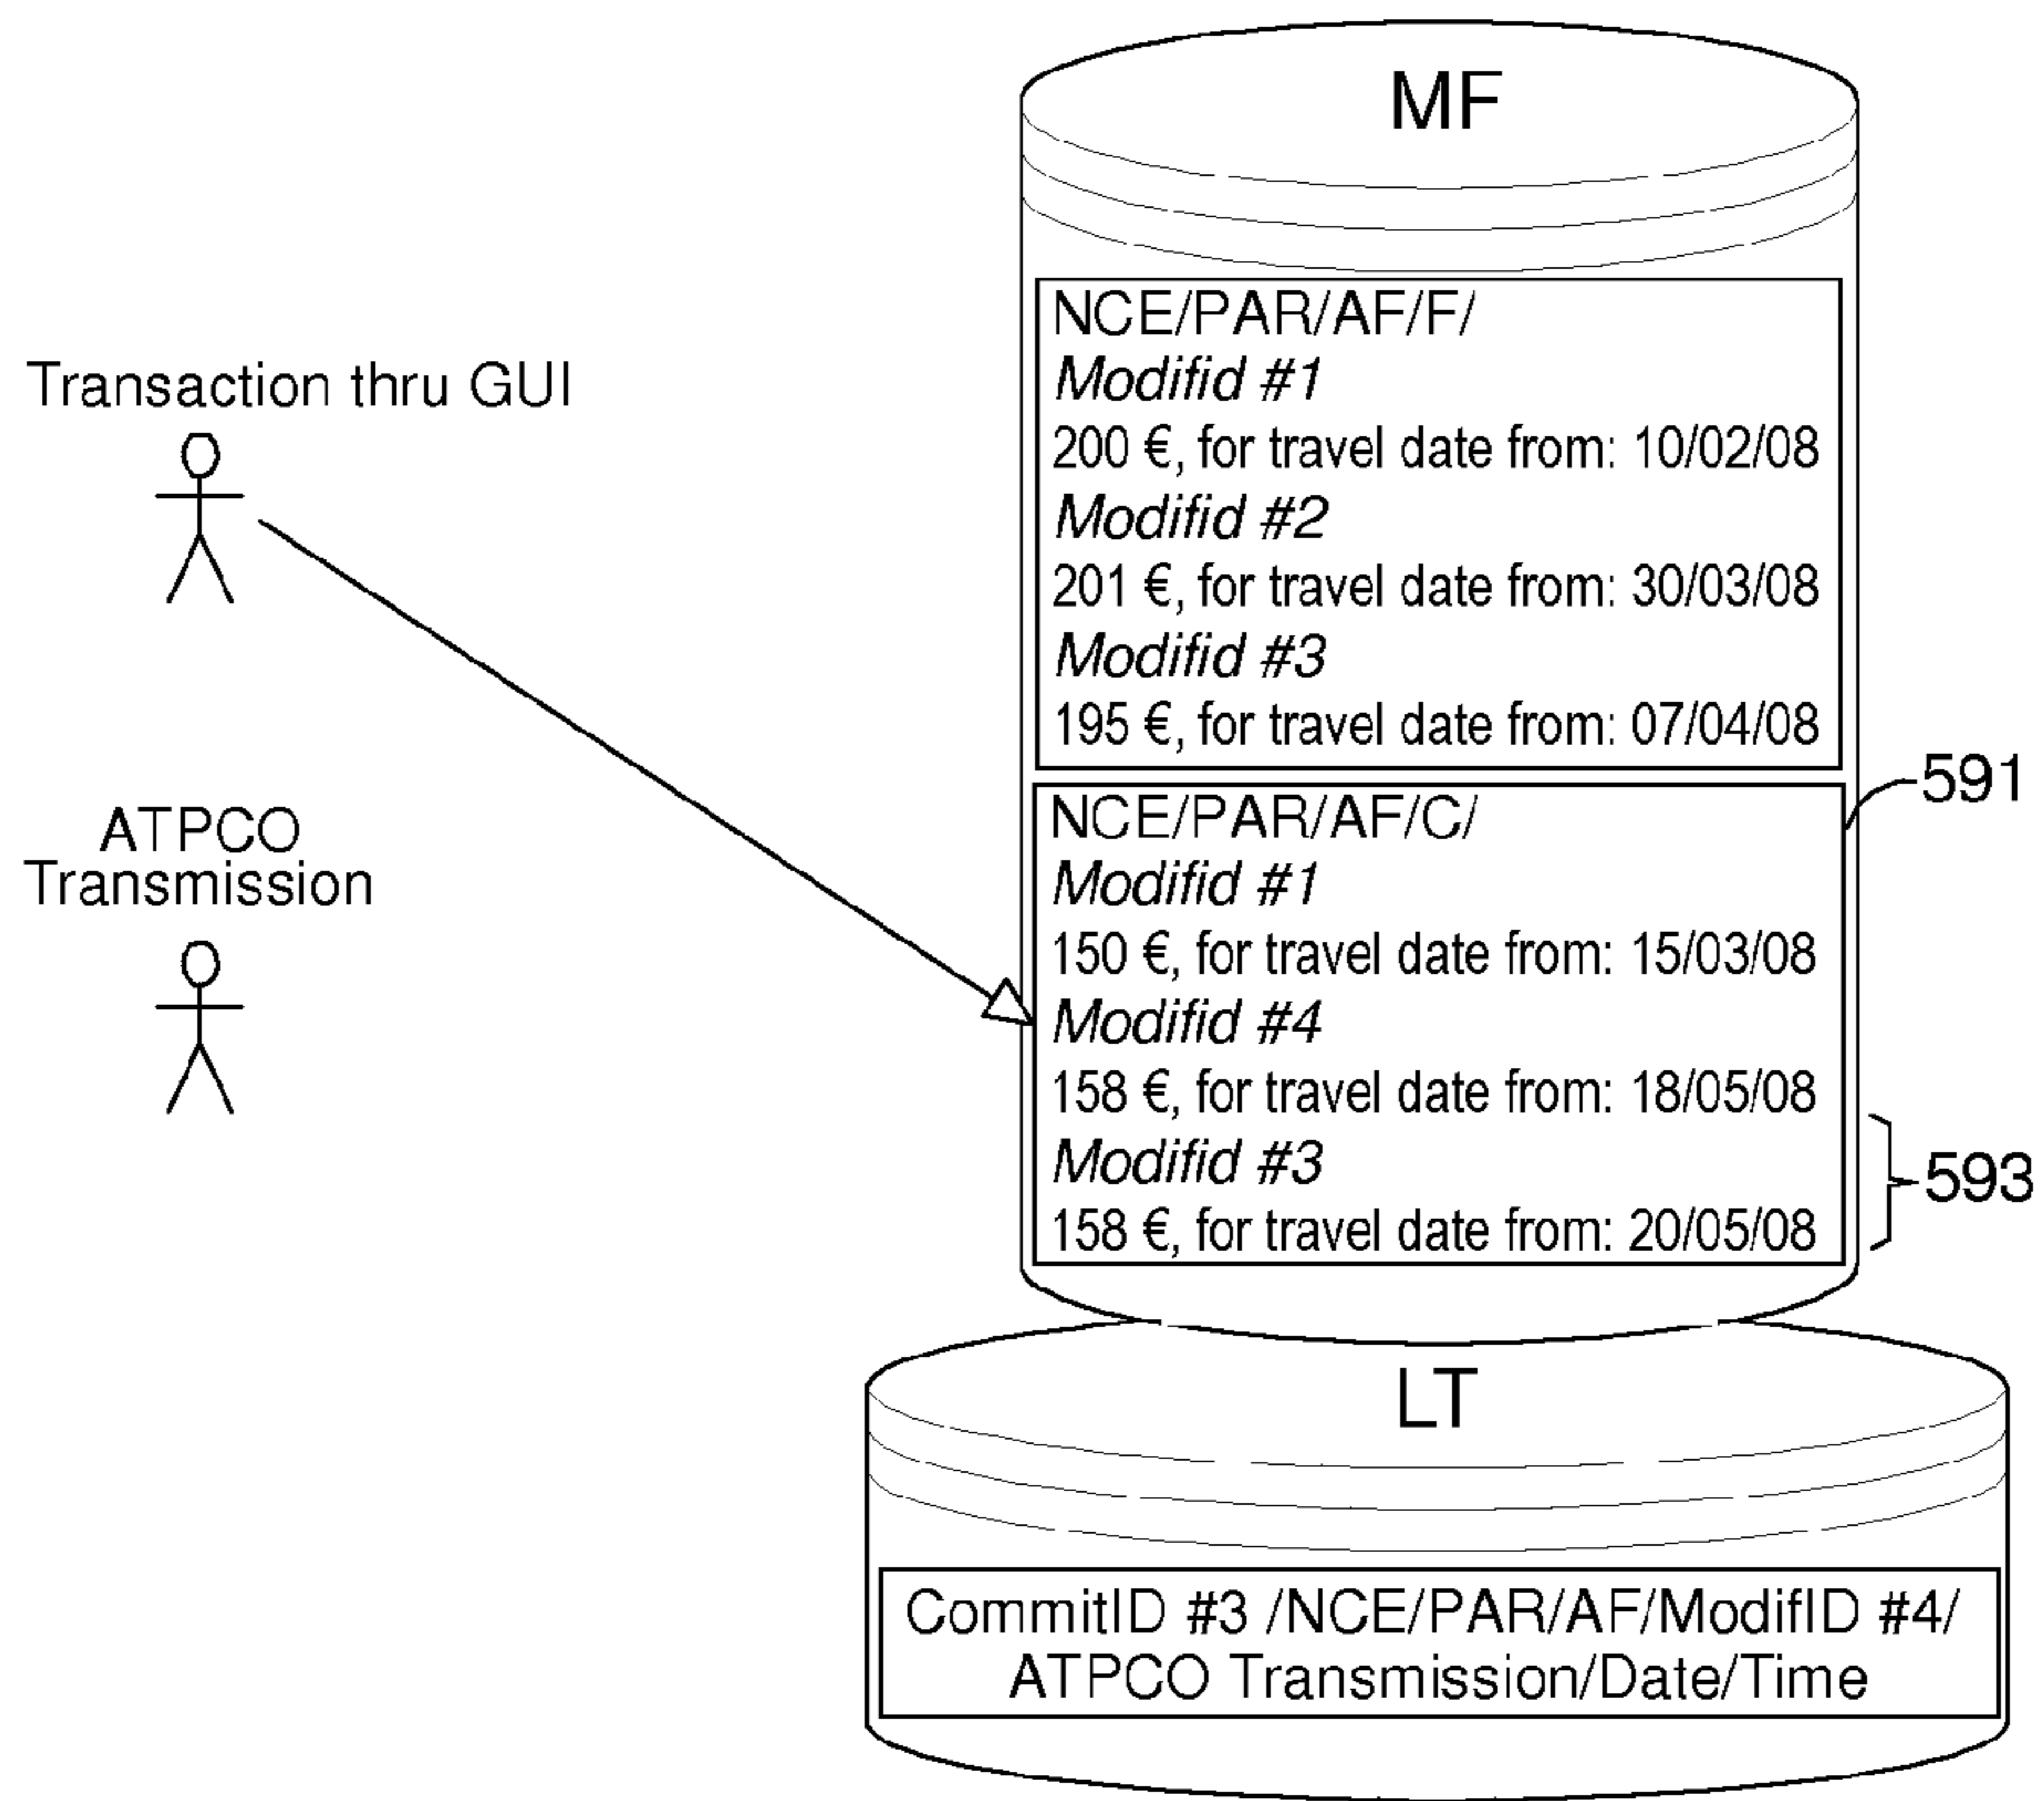 MF
NCE/PAR/AF/F/
Modifid #1
200 €, for travel date from: 10/02/08
Modifid #2
201 €, for travel date from: 30/03/08
Modifid #3
195 €, for travel date from: 07/04/08
Transaction thru GUI
ATPCO
Transmission
591
NCE/PAR/AF/C/
Modifid #1
150 €, for travel date from: 15/03/08
Modifid #4
158 €, for travel date from: 18/05/08
Modifid #3
158 €, for travel date from: 20/05/08
593
LT
CommitID #3 /NCE/PAR/AF/ModifID #4/
ATPCO Transmission/Date/Time